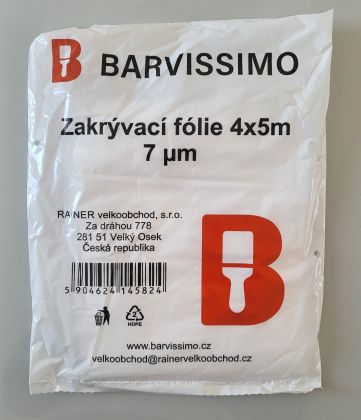 B BARVISSIMO
Zakrývací fólie 4x5m
7 µm
RAINER velkoobchod, s.r.o.
Za dráhou 778
281 51 Velký Osek
Česká republika
5 904624 145824
B
2
HDPE
www.barvissimo.cz
velkoobchod@rainervelkoobchod.cz